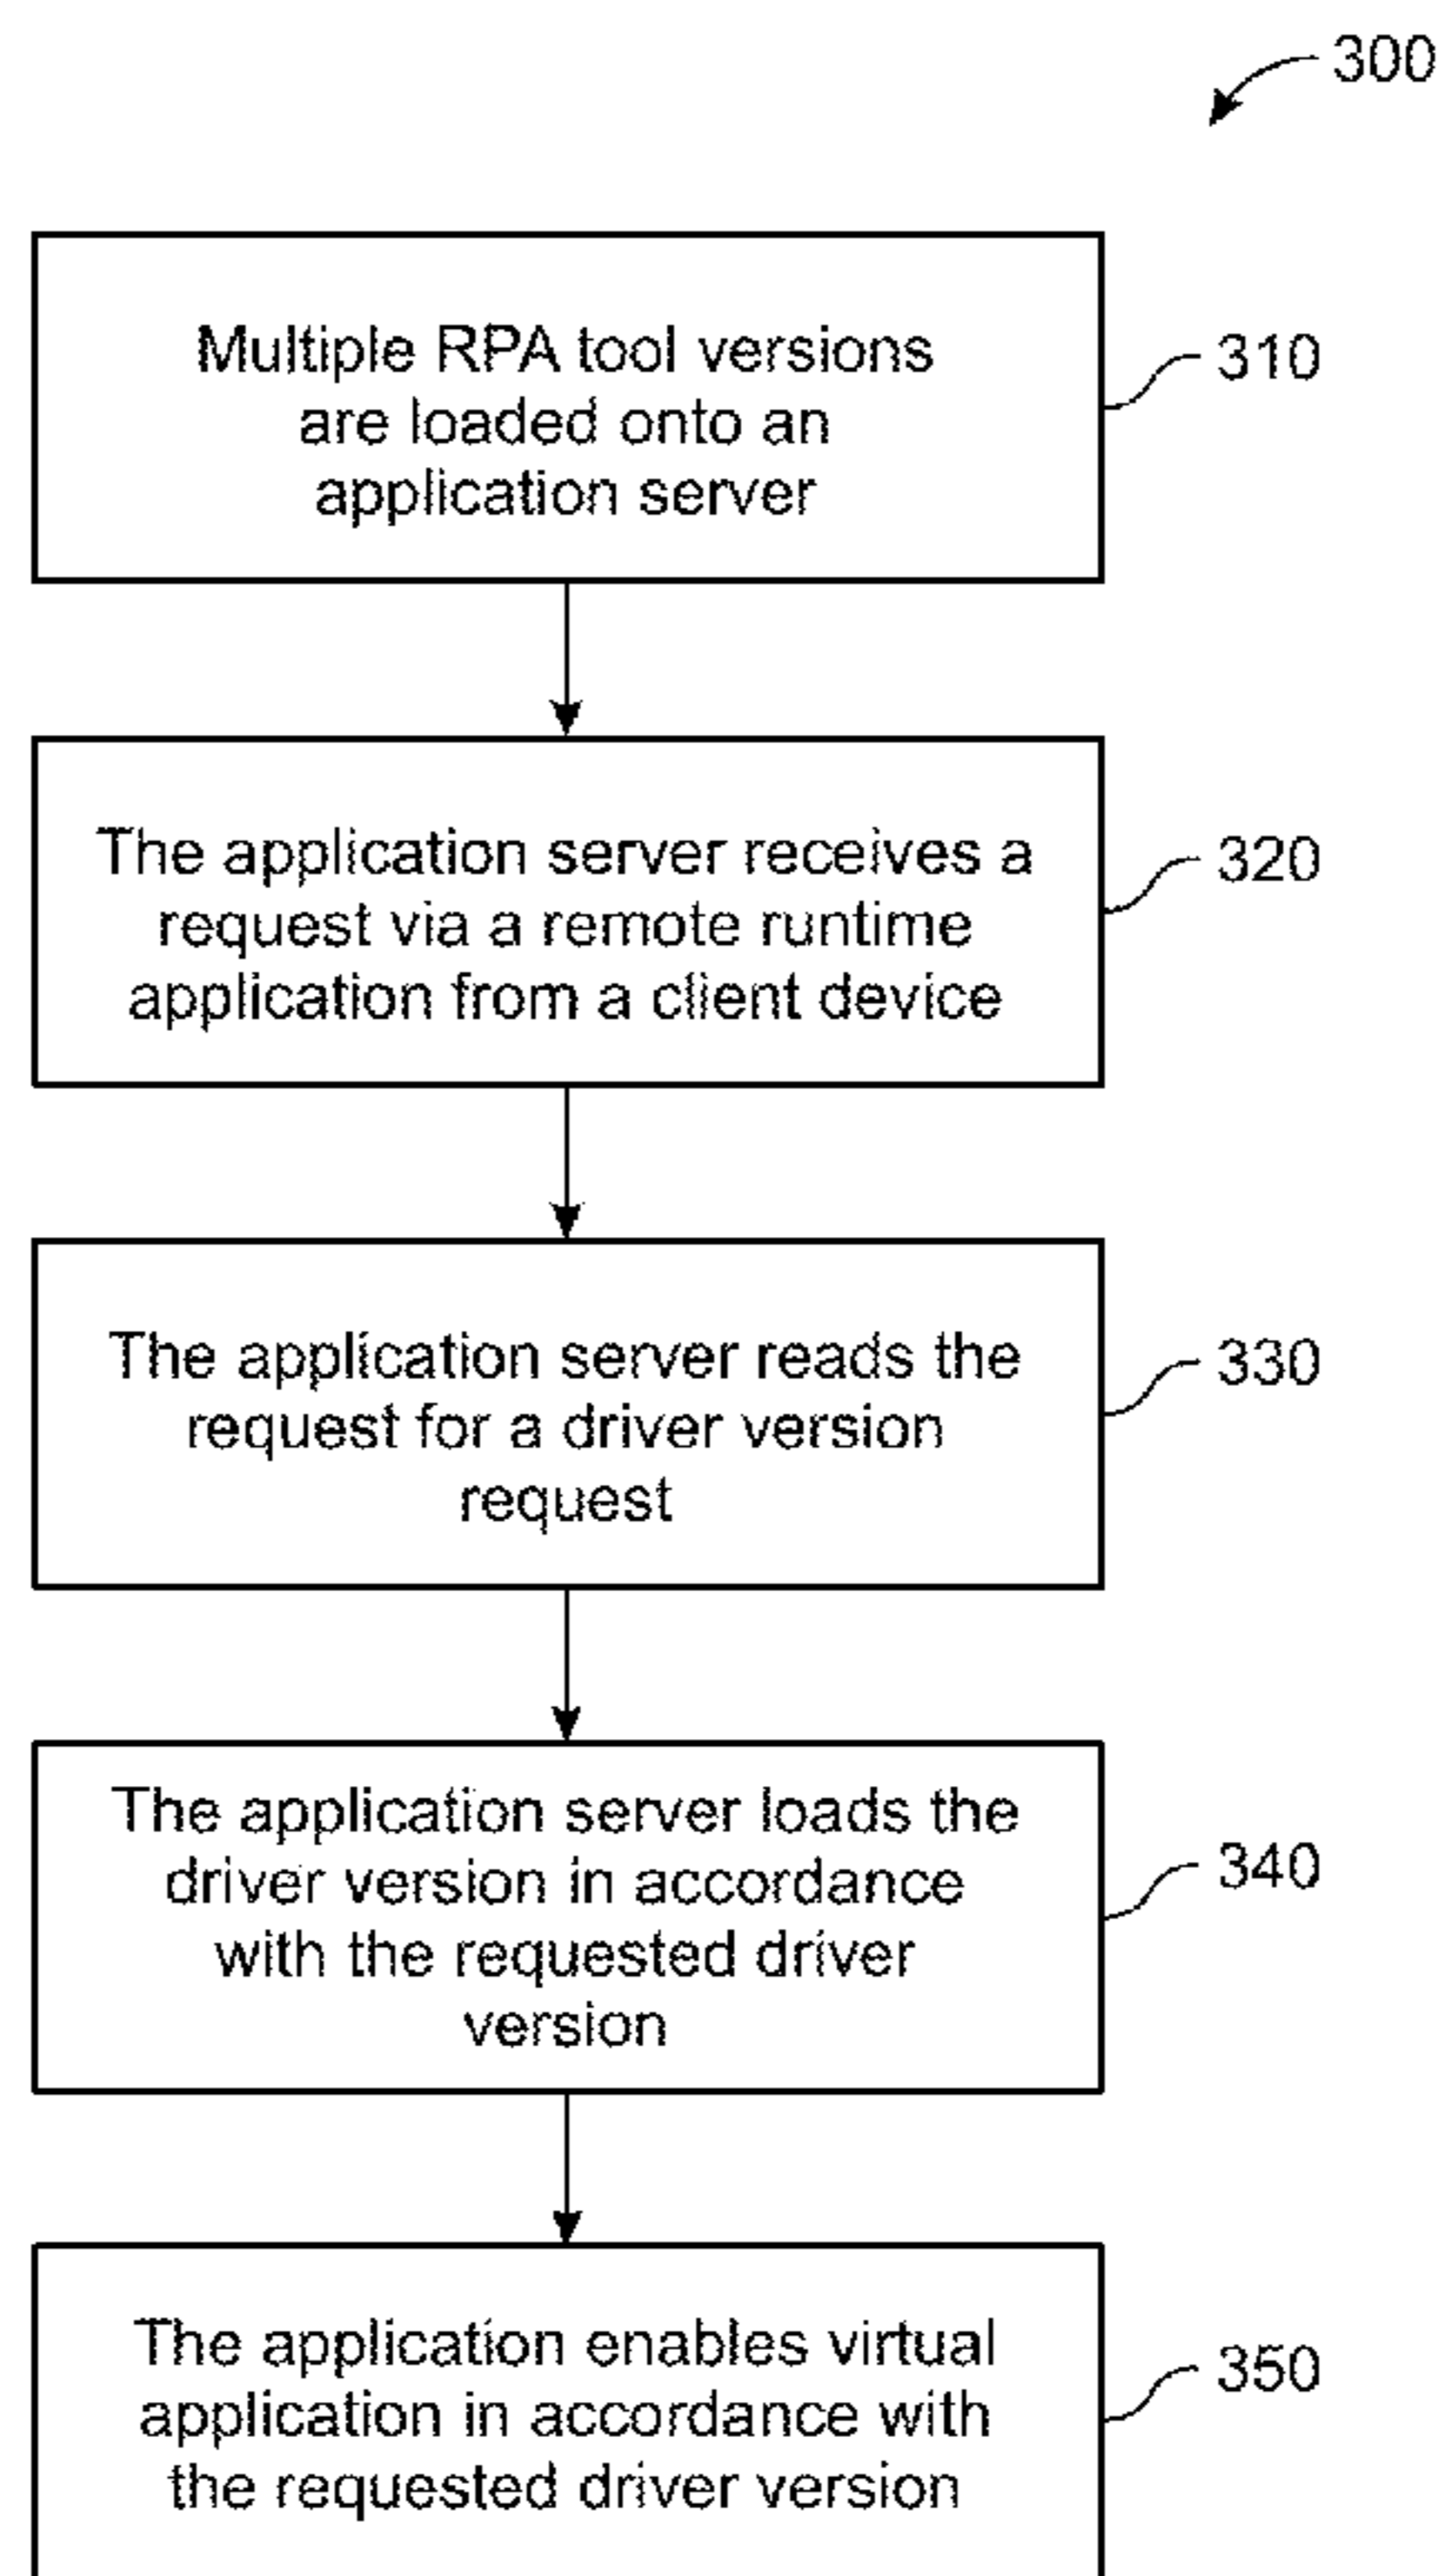 300
Multiple RPA tool versions
are loaded onto an
application server
310
The application server receives a
request via a remote runtime
application from a client device
320
The application server reads the
request for a driver version
request
330
The application server loads the
driver version in accordance
with the requested driver
version
340
The application enables virtual
application in accordance with
the requested driver version
350